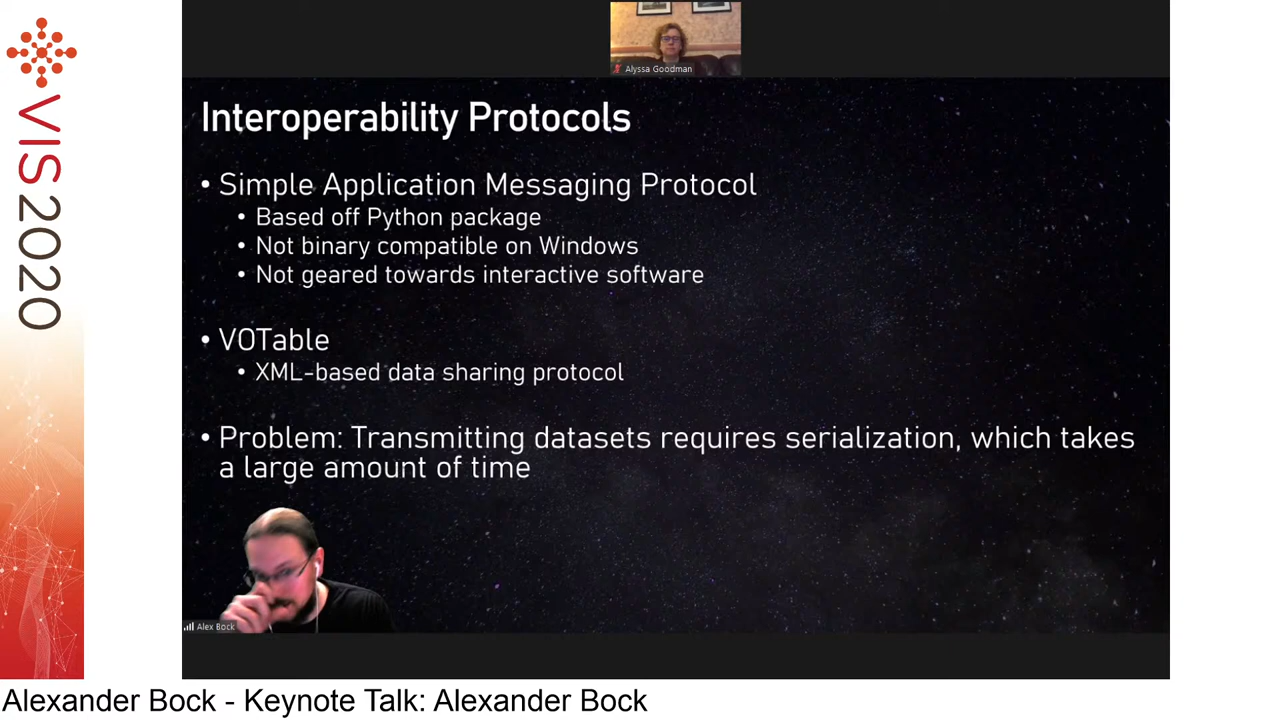 VIS2020
Alyssa Goodman
Interoperability Protocols
• Simple Application Messaging Protocol
• Based off Python package
• Not binary compatible on Windows
• Not geared towards interactive software
• VOTable
• XML-based data sharing protocol
• Problem: Transmitting datasets requires serialization, which takes
a large amount of time
Alex Bock
Alexander Bock - Keynote Talk: Alexander Bock